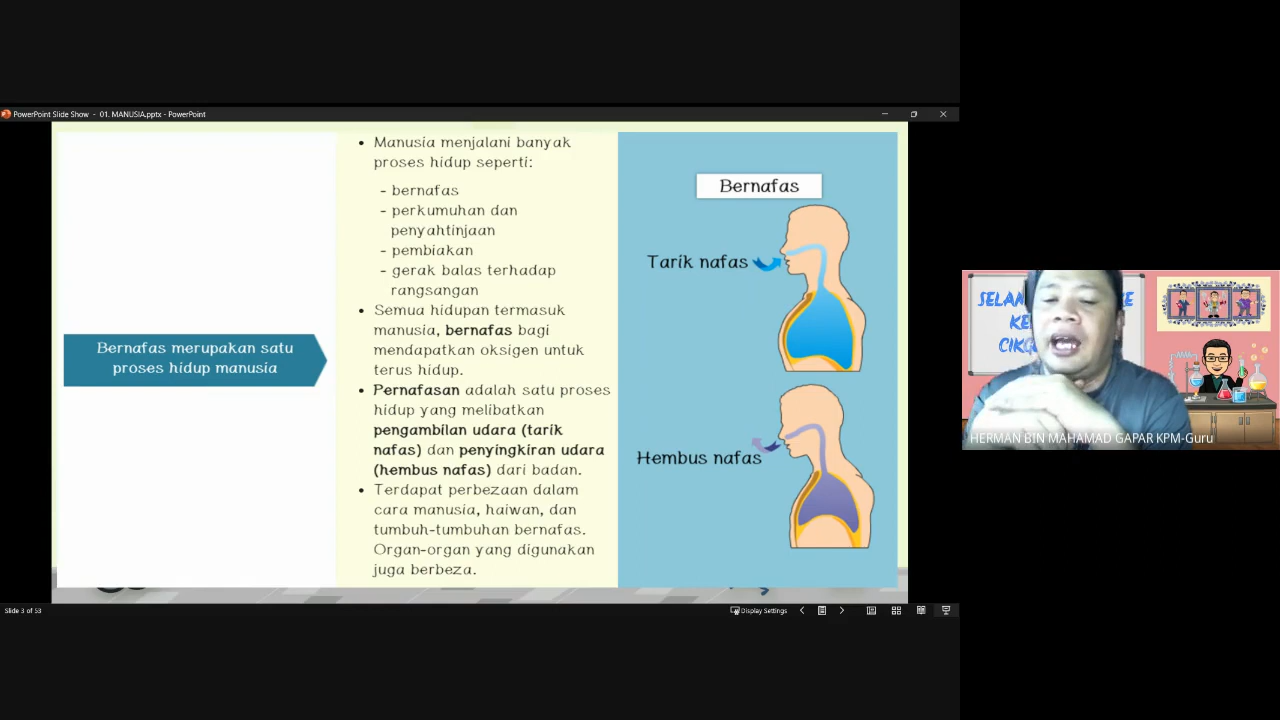 PowerPoint Slide Show - 01. MANUSIA.pptx - PowerPoint
Bernafas merupakan satu
proses hidup manusia
• Manusia menjalani banyak
proses hidup seperti:
- bernafas
- perkumuhan dan
penyahtinjaan
- pembiakan
- gerak balas terhadap
rangsangan
• Semua hidupan termasuk
manusia, bernafas bagi
mendapatkan oksigen untuk
terus hidup.
• Pernafasan adalah satu proses
hidup yang melibatkan
pengambilan udara (tarik
nafas) dan penyingkiran udara
(hembus nafas) dari badan.
• Terdapat perbezaan dalam
cara manusia, haiwan, dan
tumbuh-tumbuhan bernafas.
Organ-organ yang digunakan
juga berbeza.
Bernafas
Tarik nafas
Hembus nafas
HERMAN BIN MAHAMAD GAPAR KPM-Guru
Slide 3 of 53
Display Settings